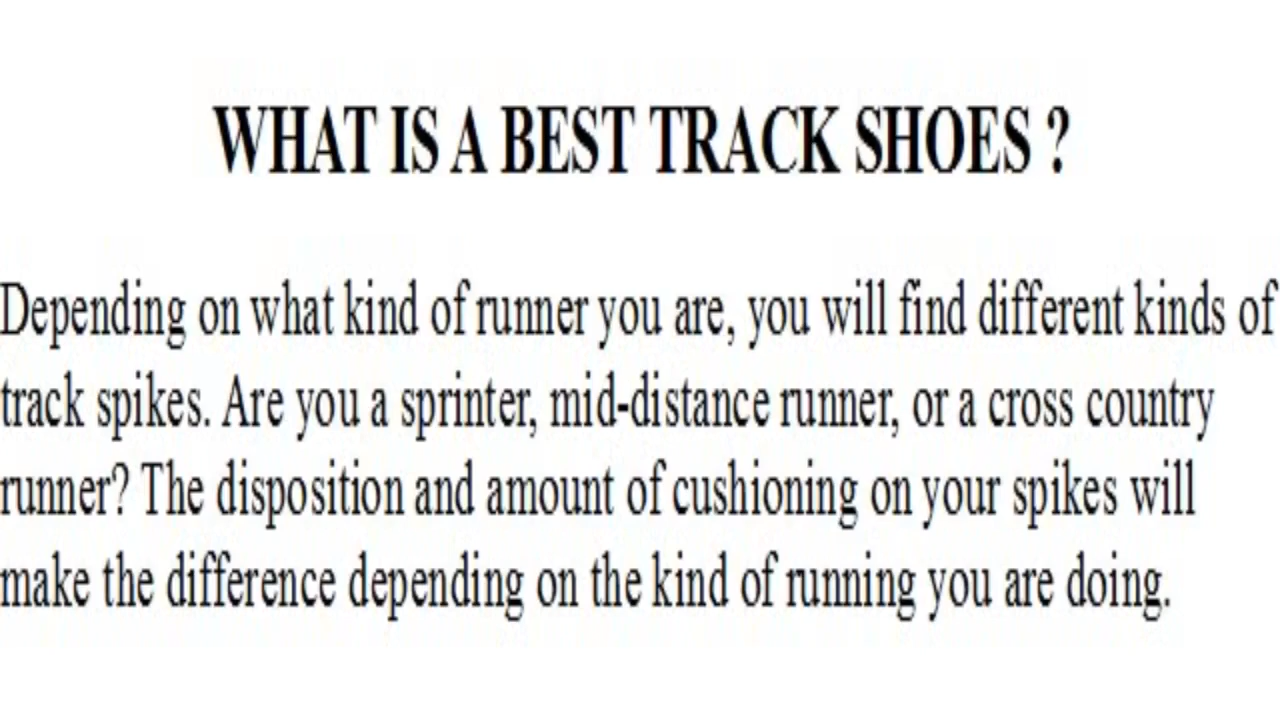 WHAT IS A BEST TRACK SHOES ?
Depending on what kind of runner you are, you will find different kinds of
track spikes. Are you a sprinter, mid-distance runner, or a cross country
runner? The disposition and amount of cushioning on your spikes will
make the difference depending on the kind of running you are doing.